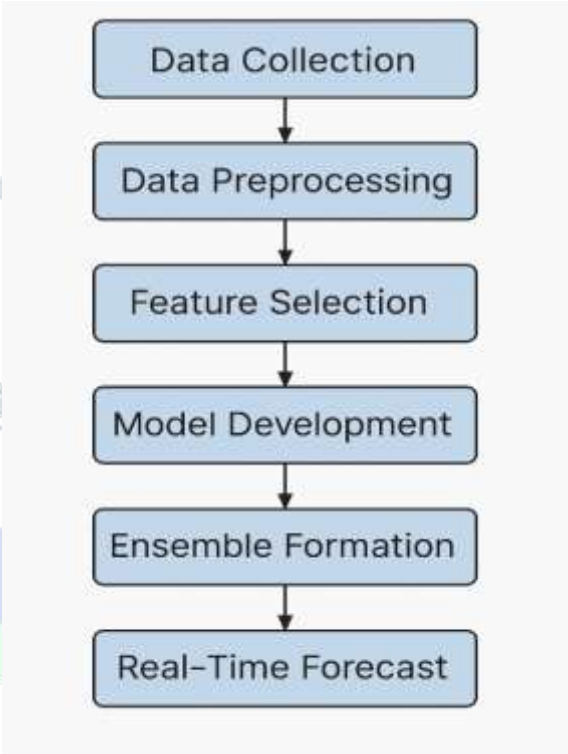 Data Collection
Data Preprocessing
Feature Selection
Model Development
Ensemble Formation
Real-Time Forecast